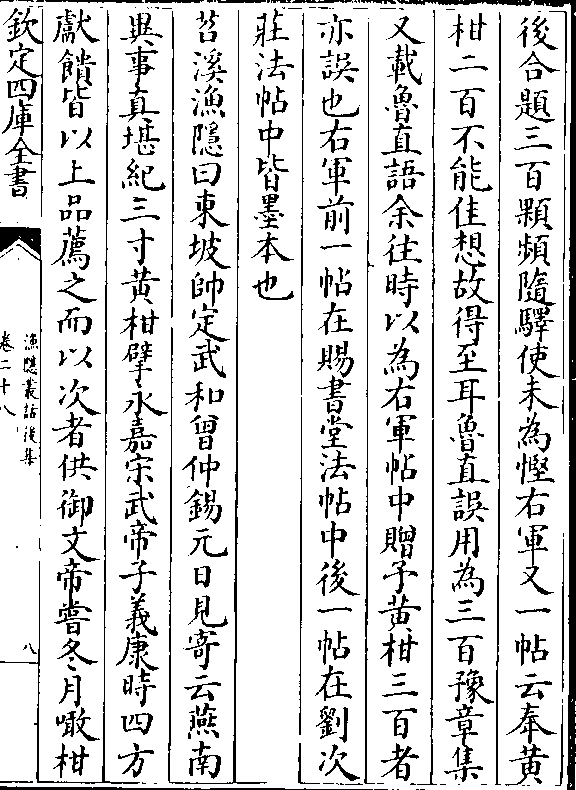 後合題三百顆頻隨驛使未為慳右軍又一帖云奉黄
柑二百不能佳想故得至耳魯直誤用為三百豫章集
又載魯直語余往時以為右軍帖中贈予黄柑三百者
亦誤也右軍前一帖在賜書堂法帖中後一帖在劉次
莊法帖中皆墨本也
苕溪漁隱曰東坡帥定武和曾仲錫元日見寄云燕南
異事真堪紀三寸黄柑擘永嘉宋武帝子義康時四方
獻饋皆以上品薦之而以次者供御文帝嘗冬月噉柑
欽定四庫全書
漁隱叢話後集
卷二十八
八